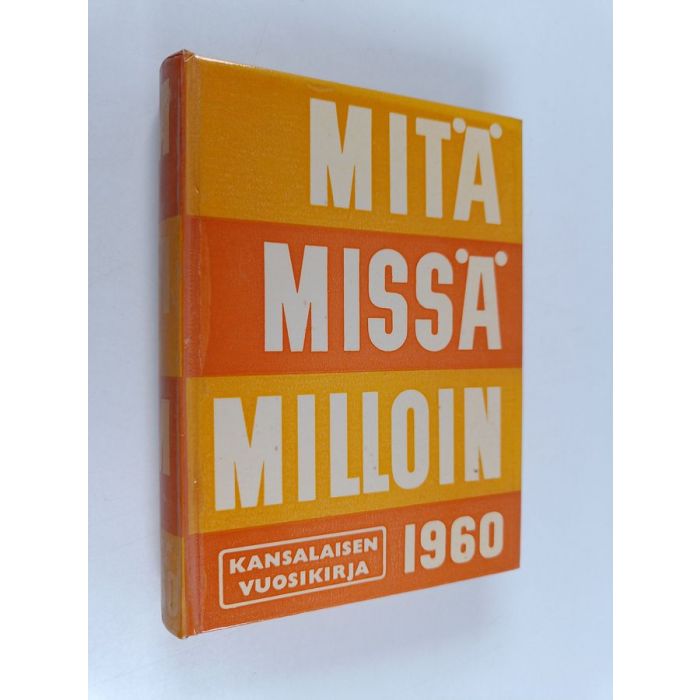 MITÄ
MISSÄ
MILLOIN
1960
KANSALAISEN
VUOSIKIRJA